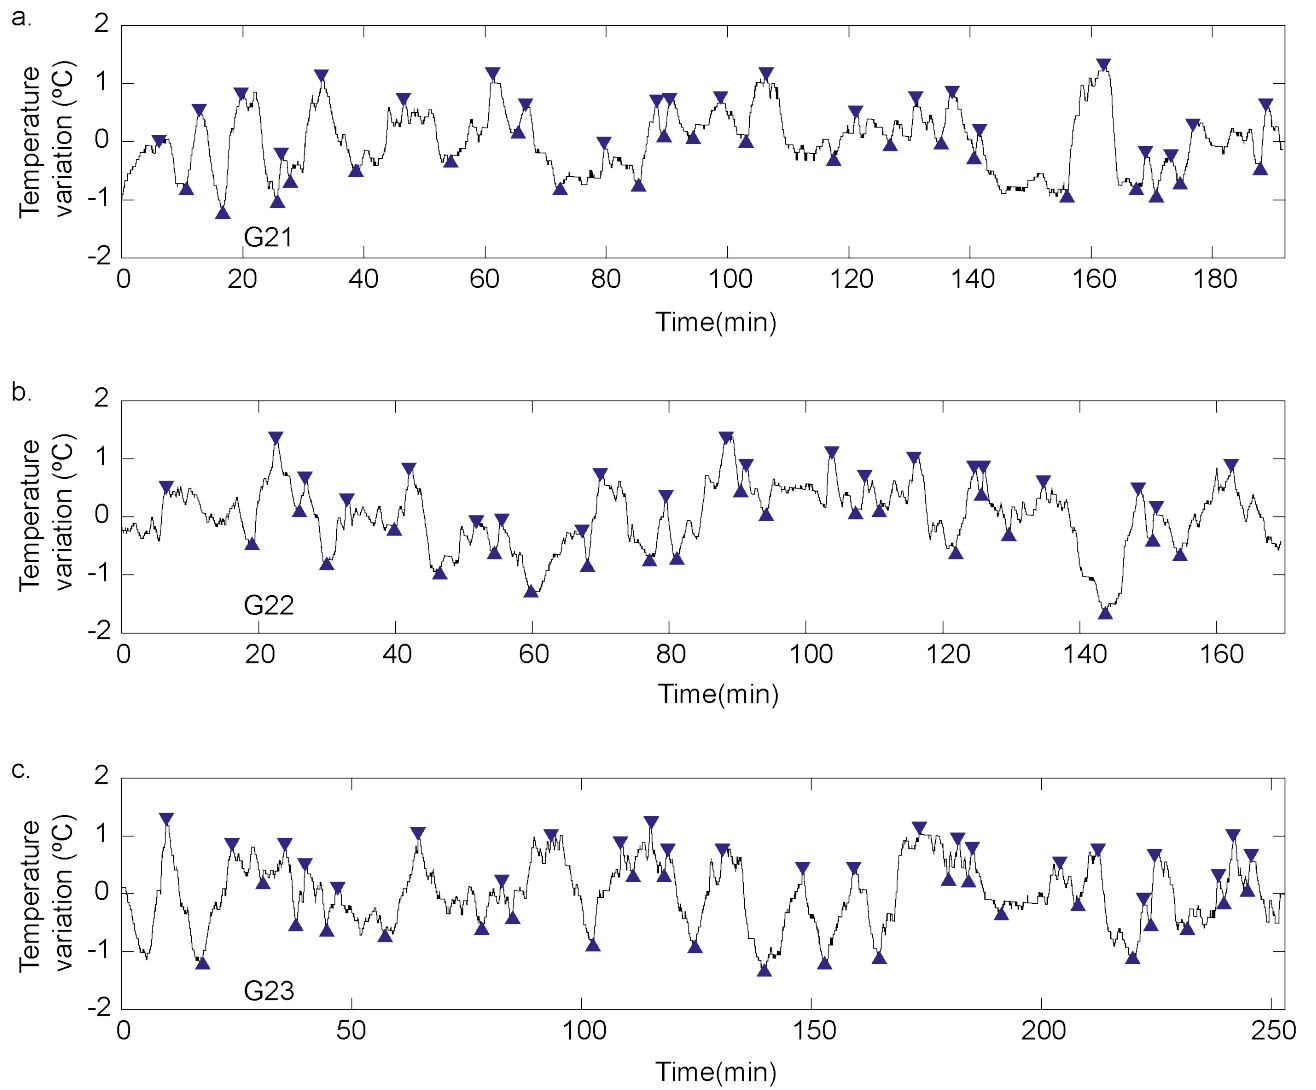 a.
2
1
0
-1
-2
Temperature
variation (ºC)
G21
0 20 40 60 80 100 120 140 160 180
Time(min)
b.
2
1
0
-1
-2
Temperature
variation (ºC)
G22
0 20 40 60 80 100 120 140 160
Time(min)
c.
2
1
0
-1
-2
Temperature
variation (ºC)
G23
0 50 100 150 200 250
Time(min)